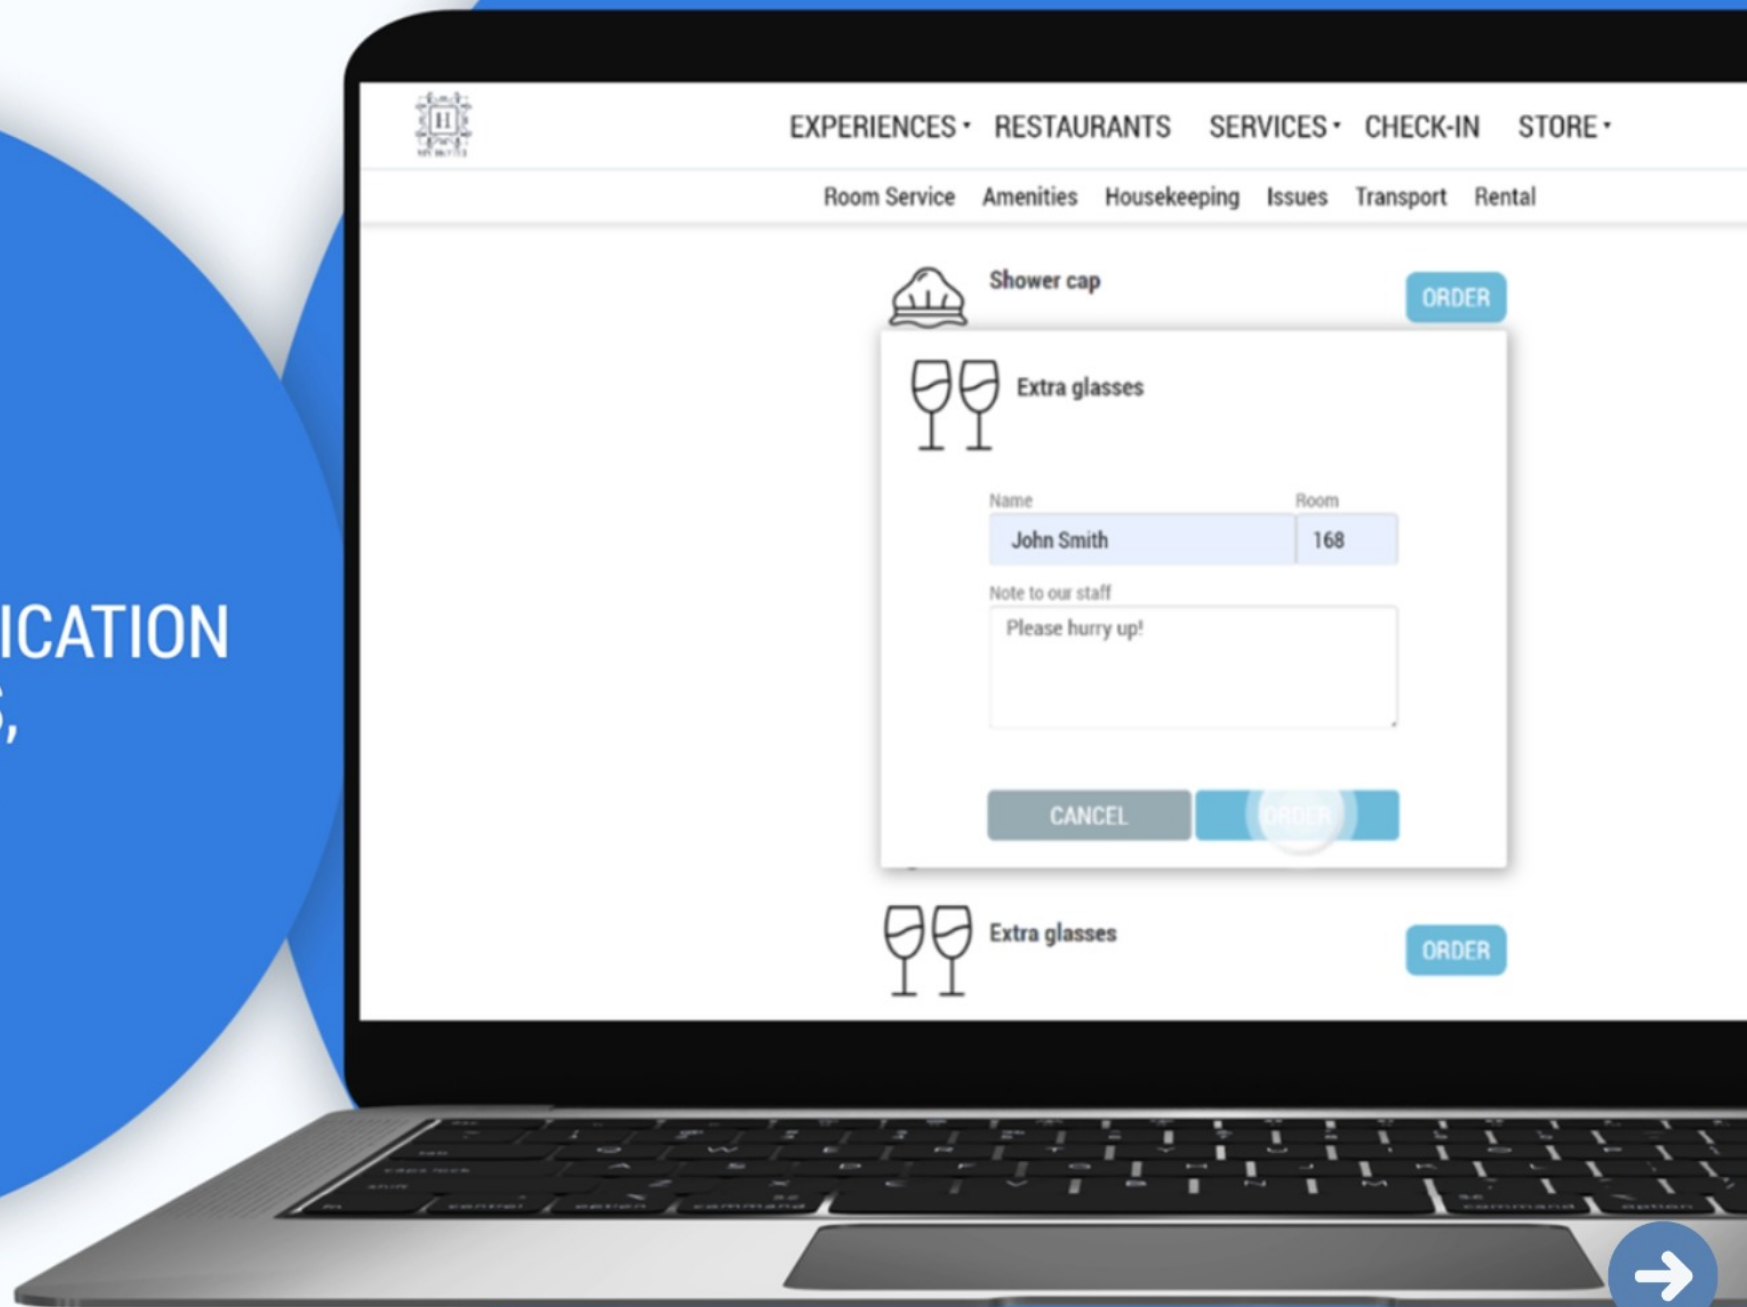 ICATION
,
H
EXPERIENCES RESTAURANTS SERVICES CHECK-IN STORE
Room Service Amenities Housekeeping Issues Transport Rental
Shower cap
ORDER
Extra glasses
Name Room
John Smith 168
Note to our staff
Please hurry up!
CANCEL ORDER
Extra glasses
ORDER